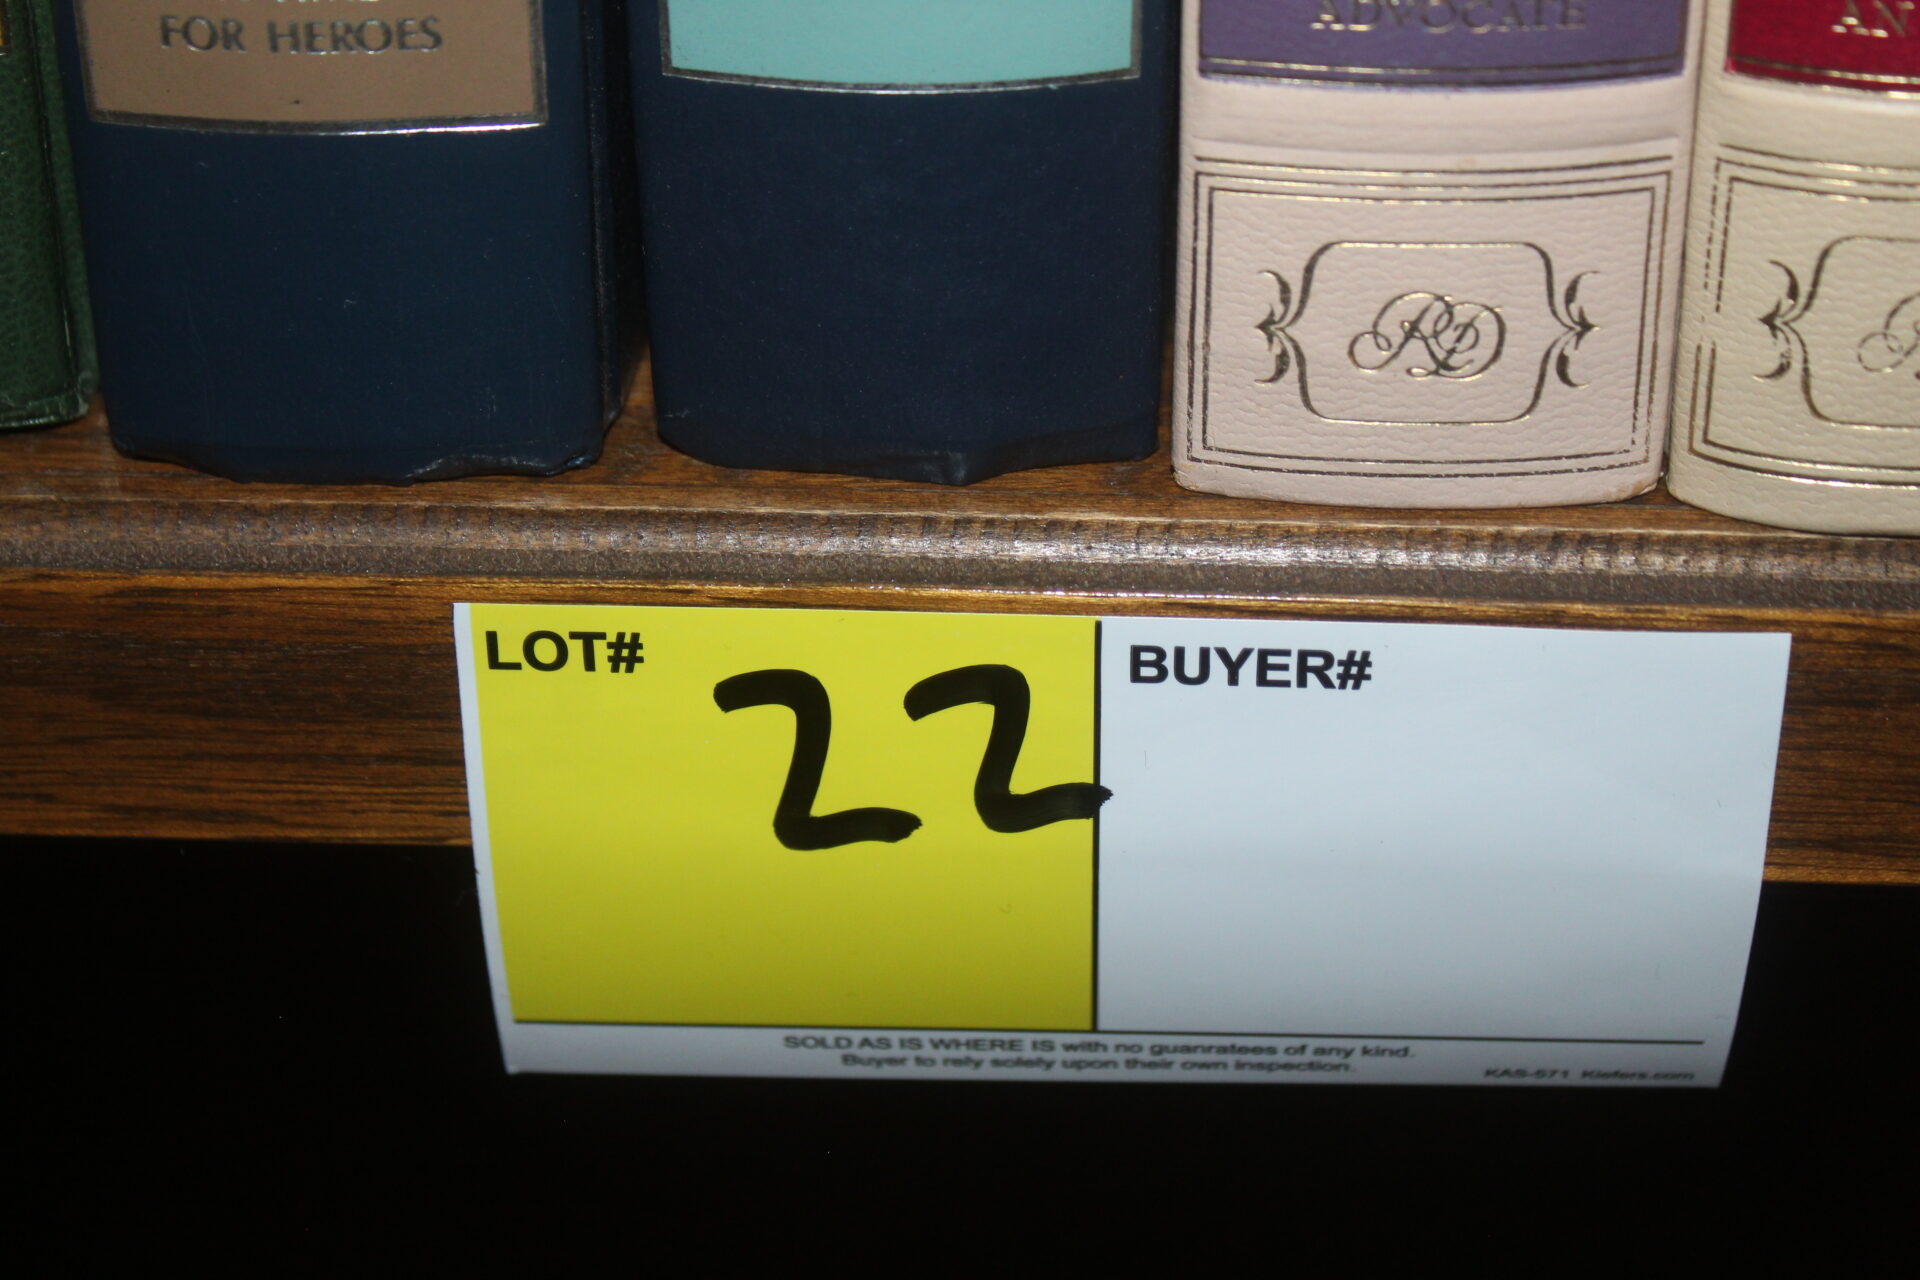 FOR HEROES
ADVOCATE
AN
RD
LOT#
22
BUYER#
SOLD AS IS WHERE IS with no guanratees of any kind.
Buyer to rely solely upon their own inspection.
KAS-571 Kiefers.com